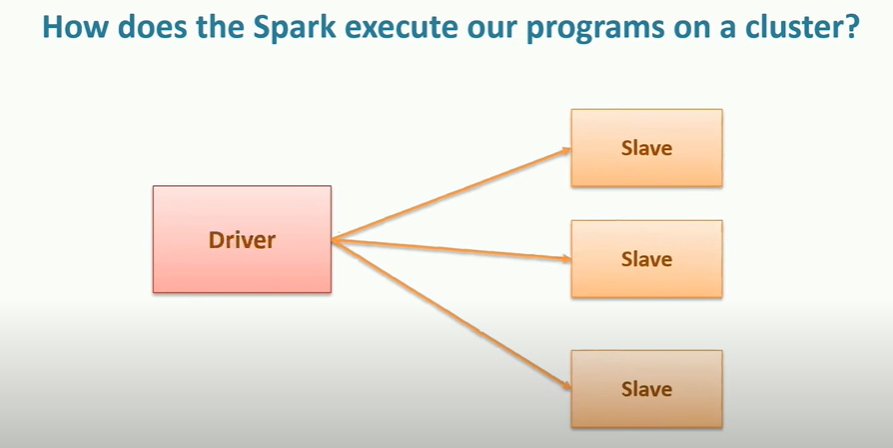 How does the Spark execute our programs on a cluster?
Slave
Driver
Slave
Slave